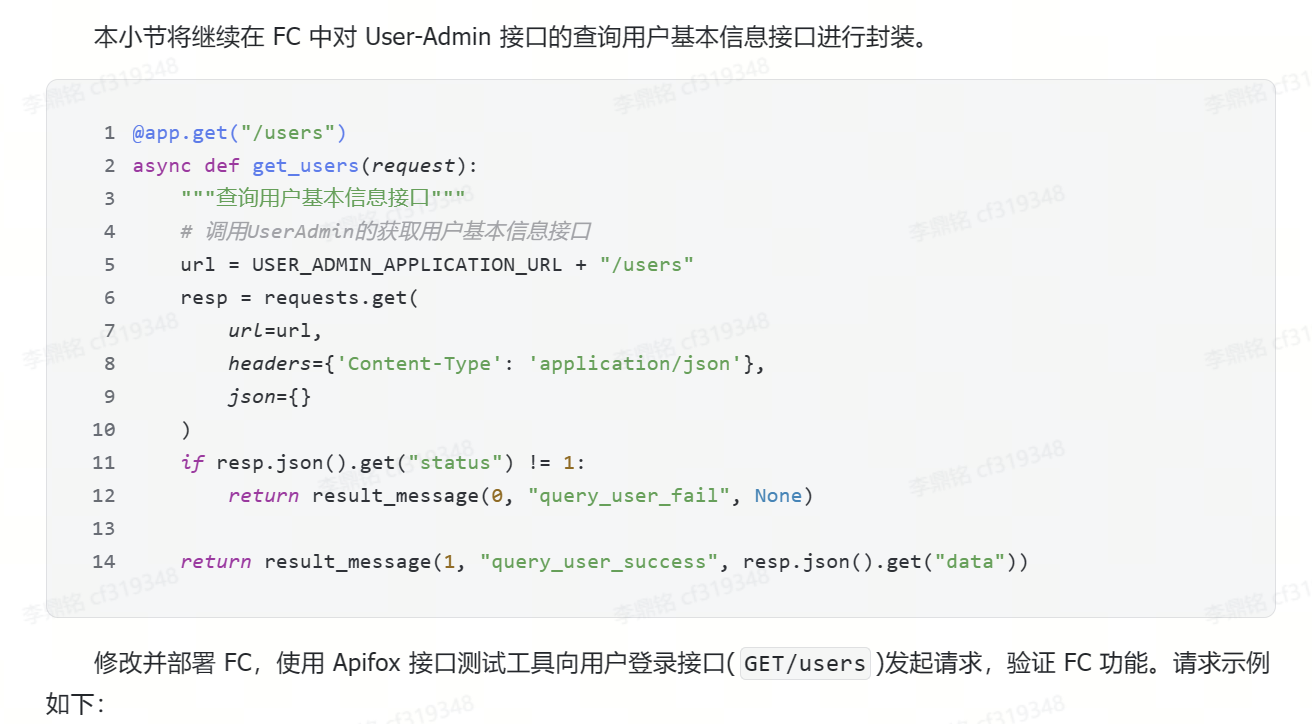 本小节将继续在 FC 中对 User-Admin 接口的查询用户基本信息接口进行封装。
1 @app.get("/users")
2 async def get_users(request):
3     """查询用户基本信息接口"""
4     # 调用UserAdmin的获取用户基本信息接口
5     url = USER_ADMIN_APPLICATION_URL + "/users"
6     resp = requests.get(
7         url=url,
8         headers={'Content-Type': 'application/json'},
9         json={}
10     )
11     if resp.json().get("status") != 1:
12         return result_message(0, "query_user_fail", None)
13
14     return result_message(1, "query_user_success", resp.json().get("data"))
修改并部署 FC，使用 Apifox 接口测试工具向用户登录接口( GET/users )发起请求，验证 FC 功能。请求示例
如下：
李鼎铭 cf319348